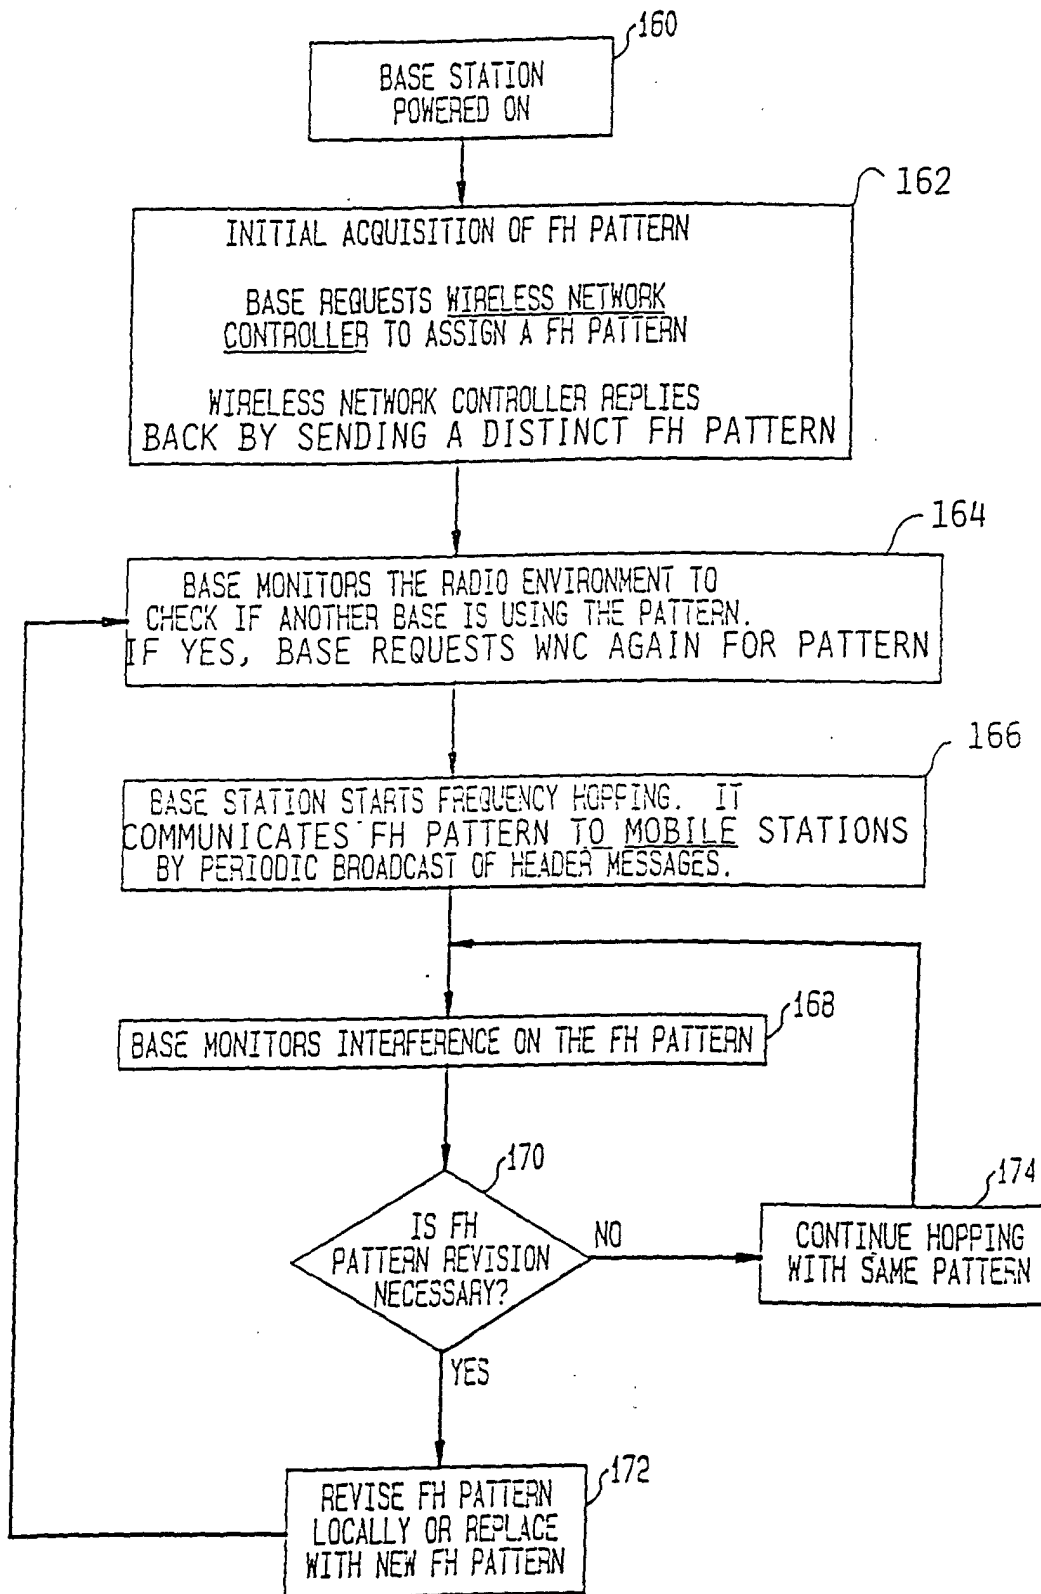 160
BASE STATION
POWERED ON
162
INITIAL ACQUISITION OF FH PATTERN
BASE REQUESTS WIRELESS NETWORK
CONTROLLER TO ASSIGN A FH PATTERN
WIRELESS NETWORK CONTROLLER REPLIES
BACK BY SENDING A DISTINCT FH PATTERN
164
BASE MONITORS THE RADIO ENVIRONMENT TO
CHECK IF ANOTHER BASE IS USING THE PATTERN.
IF YES, BASE REQUESTS WNC AGAIN FOR PATTERN
166
BASE STATION STARTS FREQUENCY HOPPING. IT
COMMUNICATES FH PATTERN TO MOBILE STATIONS
BY PERIODIC BROADCAST OF HEADER MESSAGES.
168
BASE MONITORS INTERFERENCE ON THE FH PATTERN
170
IS FH
PATTERN REVISION
NECESSARY?
NO
174
CONTINUE HOPPING
WITH SAME PATTERN
YES
172
REVISE FH PATTERN
LOCALLY OR REPLACE
WITH NEW FH PATTERN